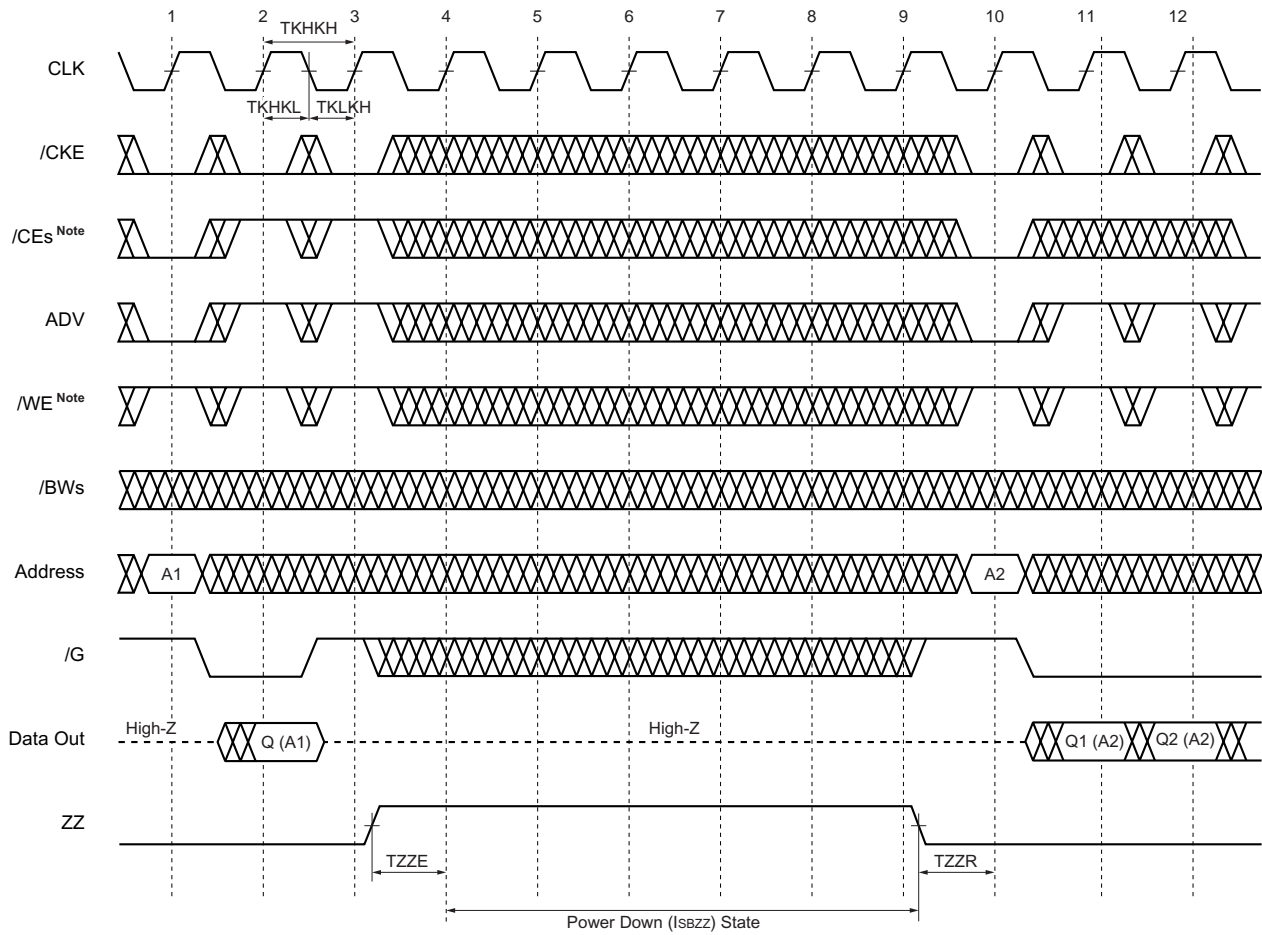 1 2 3 4 5 6 7 8 9 10 11 12
TKHKH
CLK
TKHKL TKLKH
/CKE
/CEs Note
ADV
/WE Note
/BWs
Address A1 A2
/G
High-Z High-Z
Data Out Q (A1) Q1 (A2) Q2 (A2)
ZZ
TZZE TZZR
Power Down (ISBZZ) State